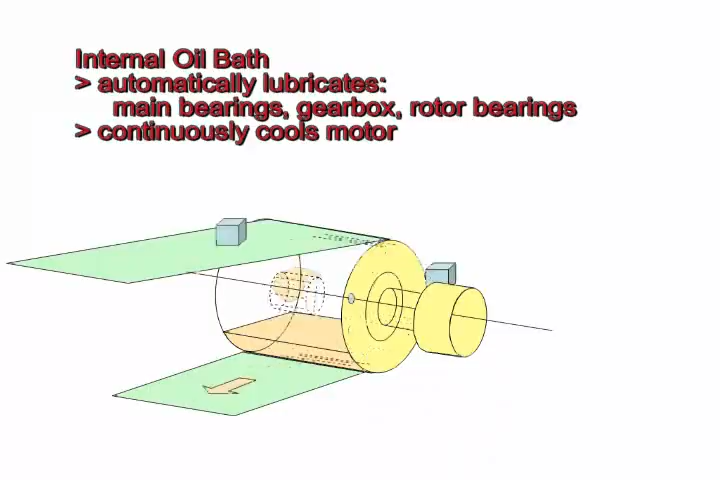 Internal Oil Bath
> automatically lubricates:
main bearings, gearbox, rotor bearings
> continuously cools motor